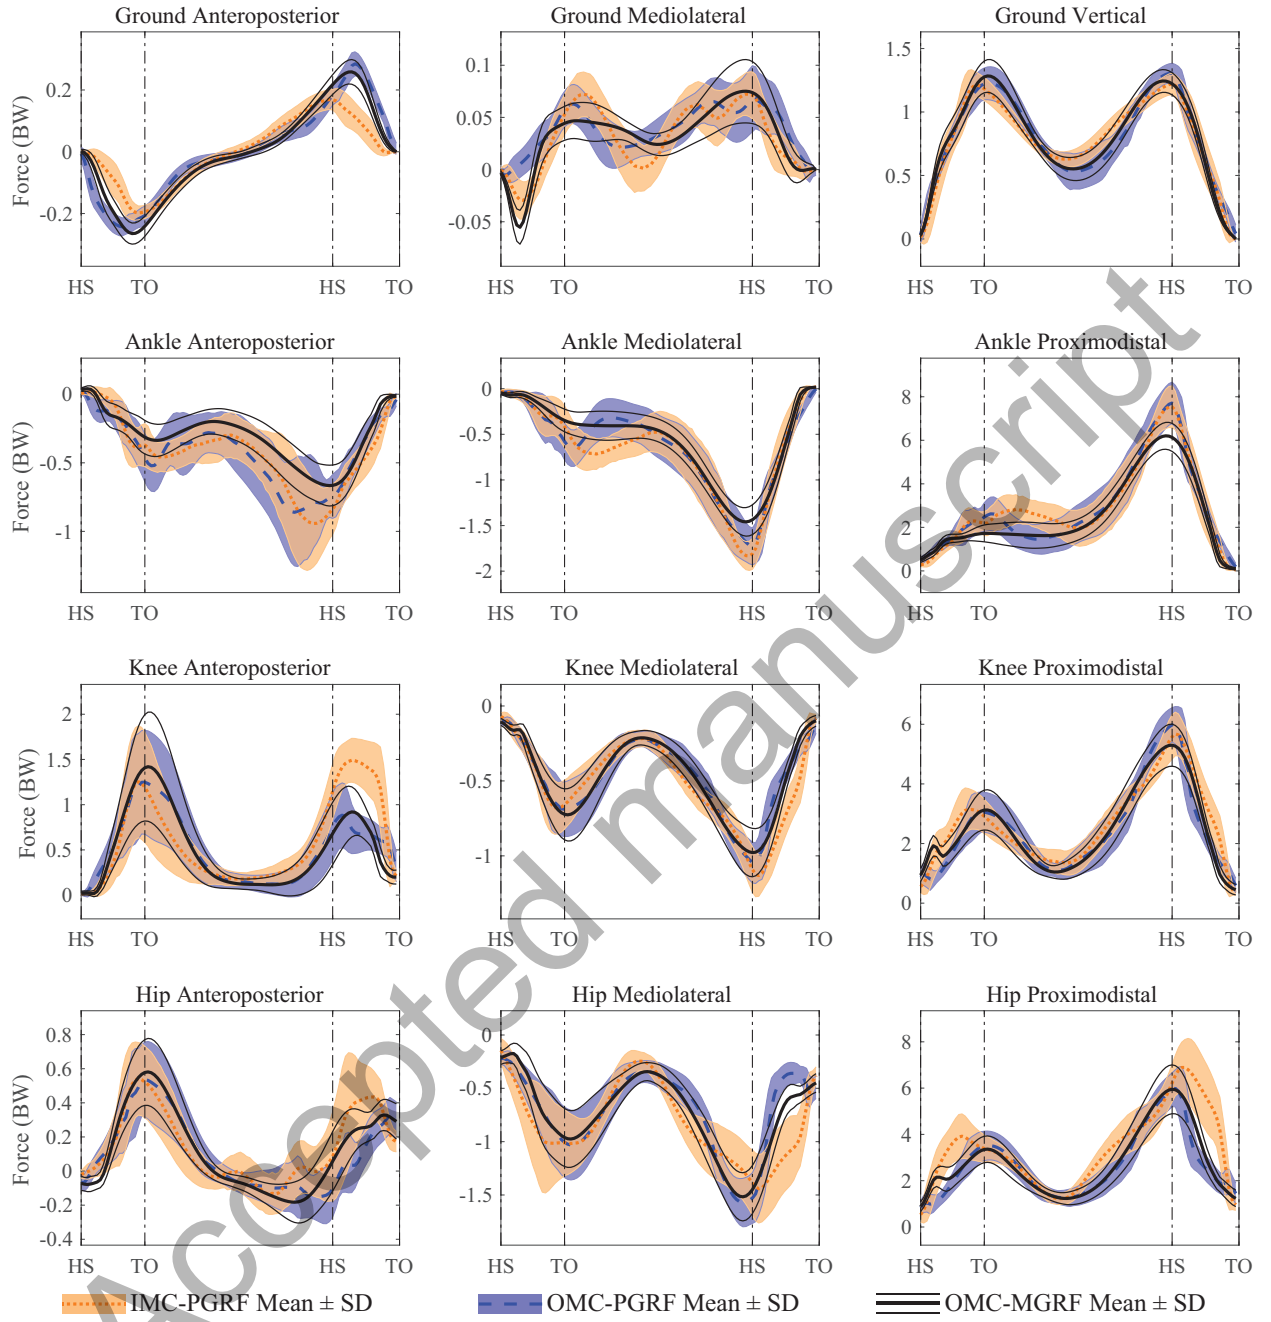 Ground Anteroposterior Ground Mediolateral Ground Vertical
Force (BW)
0.2
0
-0.2
HS TO HS TO
0.1
0.05
0
-0.05
HS TO HS TO
1.5
1
0.5
0
HS TO HS TO
Ankle Anteroposterior Ankle Mediolateral Ankle Proximodistal
Force (BW)
0
-0.5
-1
HS TO HS TO
0
-0.5
-1
-1.5
-2
HS TO HS TO
8
6
4
2
0
HS TO HS TO
Knee Anteroposterior Knee Mediolateral Knee Proximodistal
Force (BW)
2
1.5
1
0.5
0
HS TO HS TO
0
-0.5
-1
HS TO HS TO
6
4
2
0
HS TO HS TO
Hip Anteroposterior Hip Mediolateral Hip Proximodistal
Force (BW)
0.8
0.6
0.4
0.2
0
-0.2
-0.4
HS TO HS TO
0
-0.5
-1
-1.5
HS TO HS TO
8
6
4
2
0
HS TO HS TO
IMC-PGRF Mean ± SD OMC-PGRF Mean ± SD OMC-MGRF Mean ± SD
Accepted manuscript